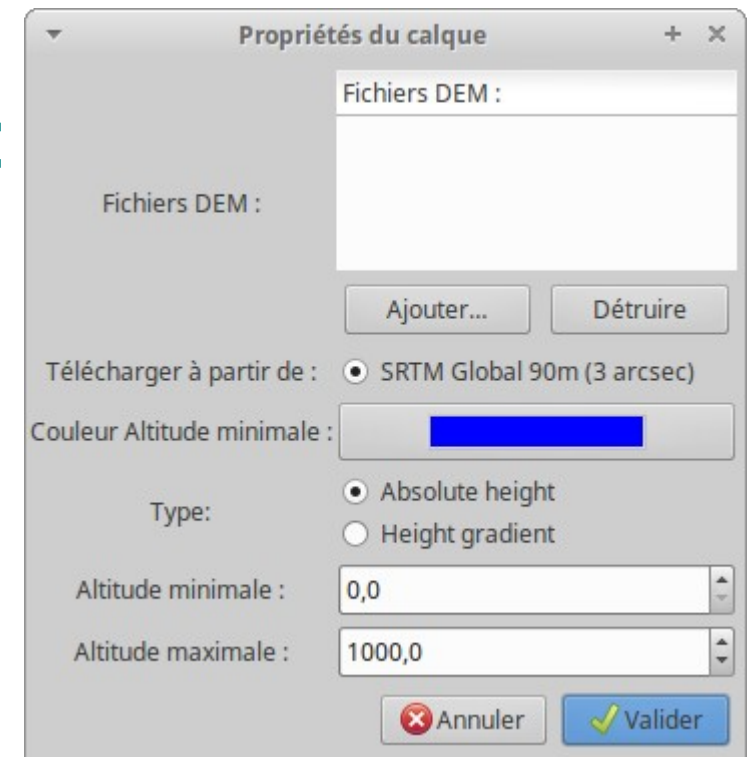 Propriétés du calque
Fichiers DEM :
Fichiers DEM :
Ajouter...
Détruire
Télécharger à partir de :
SRTM Global 90m (3 arcsec)
Couleur Altitude minimale :
Type:
Absolute height
Height gradient
Altitude minimale :
0,0
Altitude maximale :
1000,0
Annuler
Valider